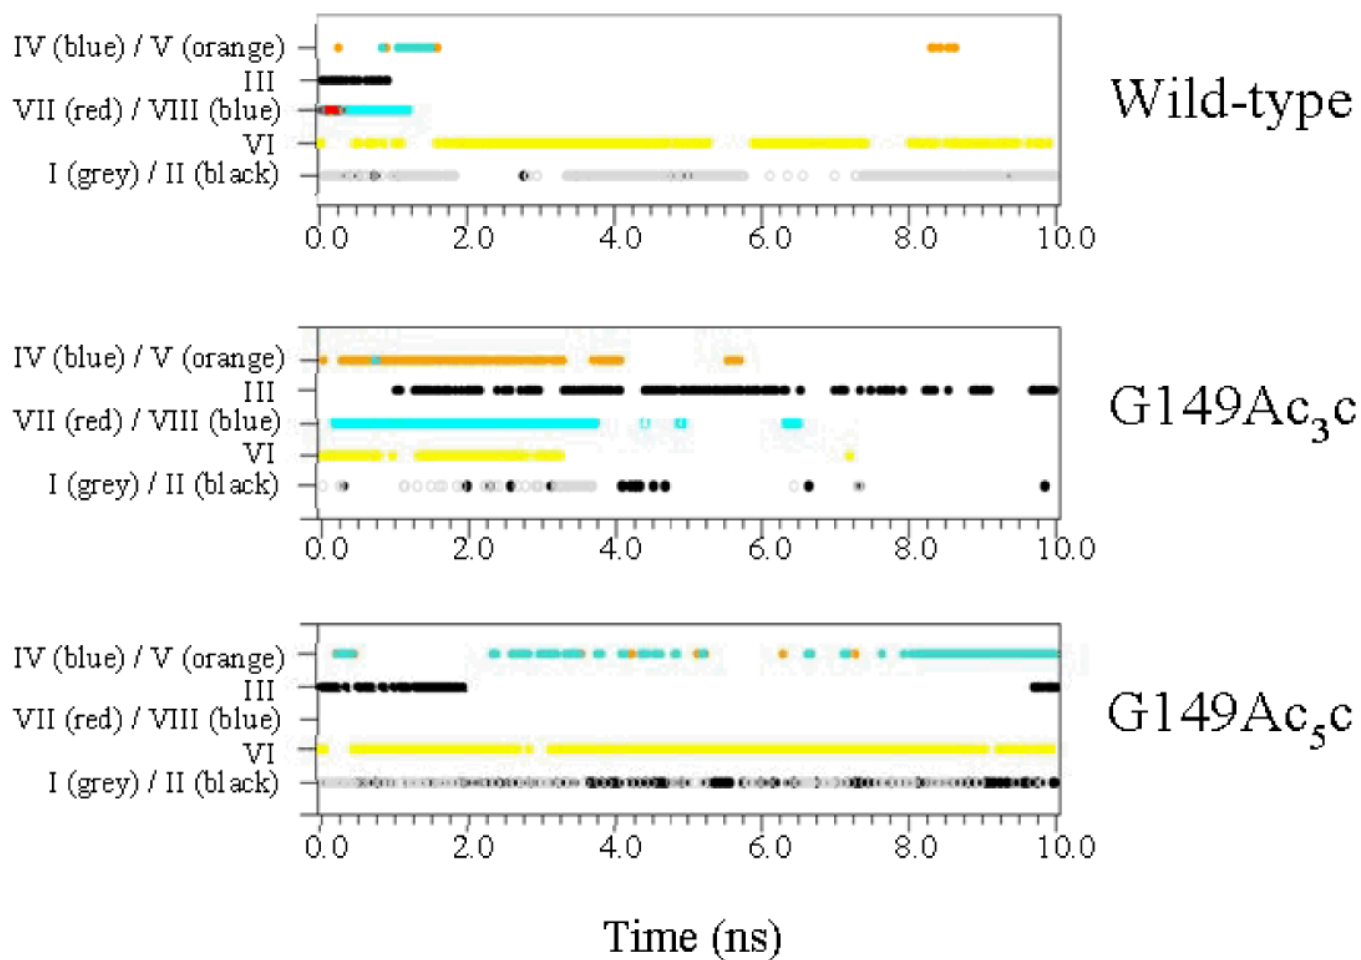 IV (blue) / V (orange)
III
VII (red) / VIII (blue)
VI
I (grey) / II (black)
0.0 2.0 4.0 6.0 8.0 10.0
Wild-type
IV (blue) / V (orange)
III
VII (red) / VIII (blue)
VI
I (grey) / II (black)
0.0 2.0 4.0 6.0 8.0 10.0
G149Ac₃c
IV (blue) / V (orange)
III
VII (red) / VIII (blue)
VI
I (grey) / II (black)
0.0 2.0 4.0 6.0 8.0 10.0
G149Ac₅c
Time (ns)